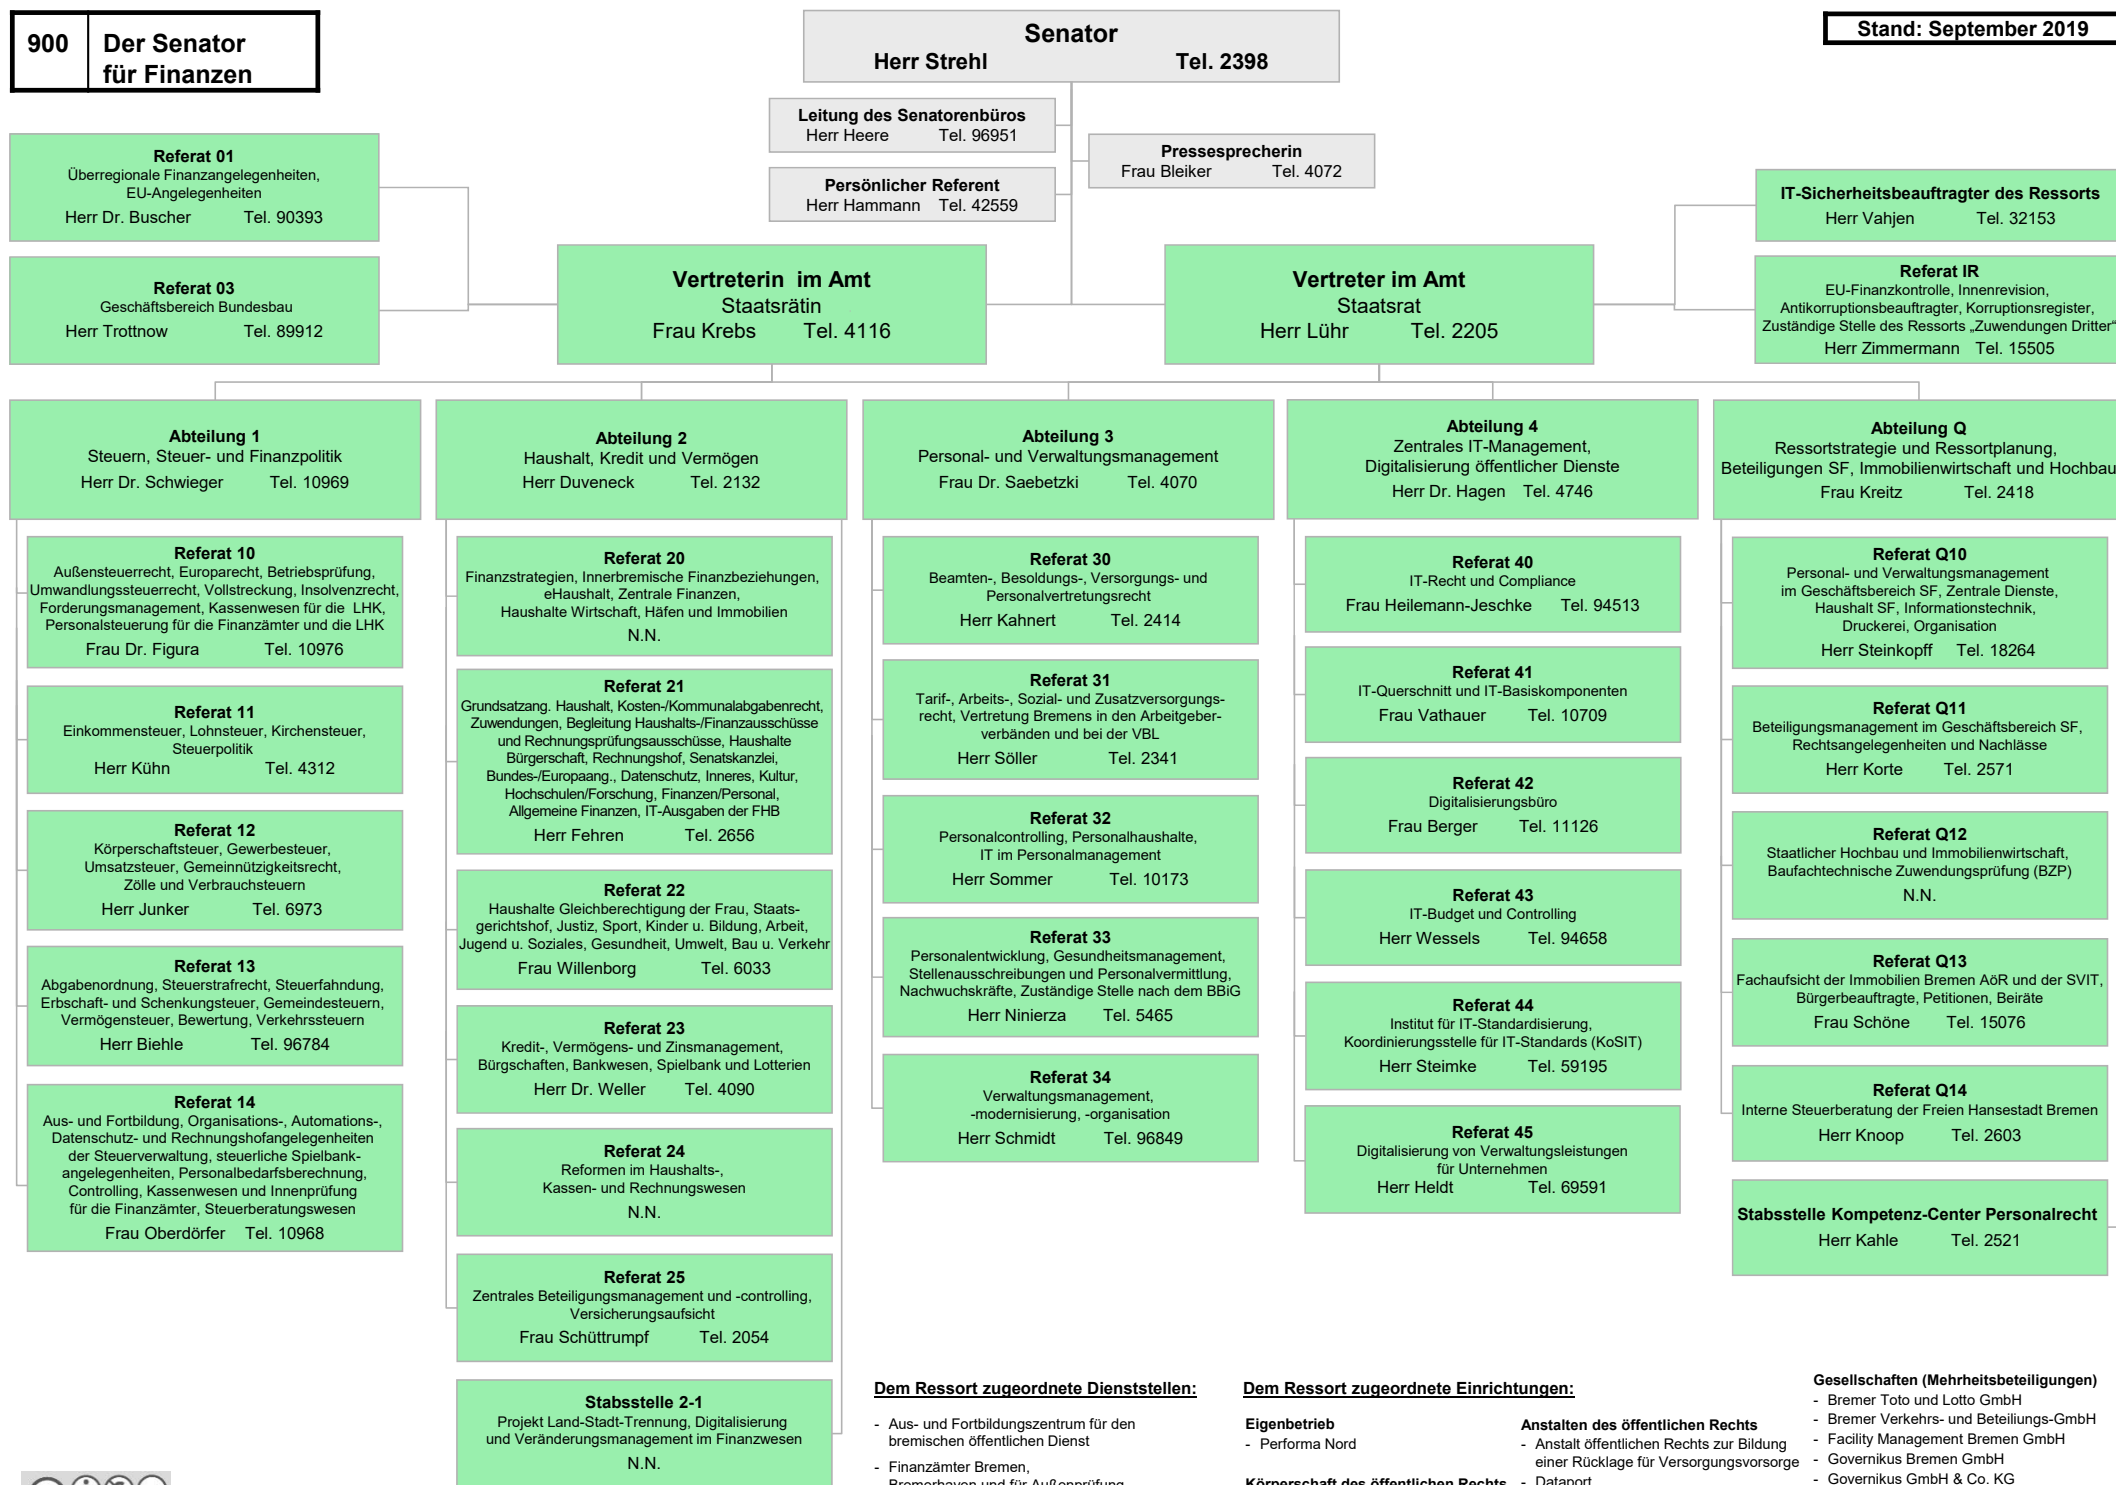 900
Der Senator
für Finanzen
Senator
Herr Strehl Tel. 2398
Stand: September 2019
Leitung des Senatorenbüros
Herr Heere Tel. 96951
Pressesprecherin
Frau Bleiker Tel. 4072
Persönlicher Referent
Herr Hammann Tel. 42559
Referat 01
Überregionale Finanzangelegenheiten,
EU-Angelegenheiten
Herr Dr. Buscher Tel. 90393
Referat 03
Geschäftsbereich Bundesbau
Herr Trottnow Tel. 89912
Vertreterin im Amt
Staatsrätin
Frau Krebs Tel. 4116
Vertreter im Amt
Staatsrat
Herr Lühr Tel. 2205
IT-Sicherheitsbeauftragter des Ressorts
Herr Vahjen Tel. 32153
Referat IR
EU-Finanzkontrolle, Innenrevision,
Antikorruptionsbeauftragter, Korruptionsregister,
Zuständige Stelle des Ressorts „Zuwendungen Dritter“
Herr Zimmermann Tel. 15505
Abteilung 1
Steuern, Steuer- und Finanzpolitik
Herr Dr. Schwieger Tel. 10969
Referat 10
Außensteuerrecht, Europarecht, Betriebsprüfung,
Umwandlungssteuerrecht, Vollstreckung, Insolvenzrecht,
Forderungsmanagement, Kassenwesen für die LHK,
Personalsteuerung für die Finanzämter und die LHK
Frau Dr. Figura Tel. 10976
Referat 11
Einkommensteuer, Lohnsteuer, Kirchensteuer,
Steuerpolitik
Herr Kühn Tel. 4312
Referat 12
Körperschaftsteuer, Gewerbesteuer,
Umsatzsteuer, Gemeinnützigkeitsrecht,
Zölle und Verbrauchsteuern
Herr Junker Tel. 6973
Referat 13
Abgabenordnung, Steuerstrafrecht, Steuerfahndung,
Erbschaft- und Schenkungsteuer, Gemeindesteuern,
Vermögensteuer, Bewertung, Verkehrssteuern
Herr Biehle Tel. 96784
Referat 14
Aus- und Fortbildung, Organisations-, Automations-,
Datenschutz- und Rechnungshofangelegenheiten
der Steuerverwaltung, steuerliche Spielbank-
angelegenheiten, Personalbedarfsberechnung,
Controlling, Kassenwesen und Innenprüfung
für die Finanzämter, Steuerberatungswesen
Frau Oberdörfer Tel. 10968
Abteilung 2
Haushalt, Kredit und Vermögen
Herr Duveneck Tel. 2132
Referat 20
Finanzstrategien, Innerbremische Finanzbeziehungen,
eHaushalt, Zentrale Finanzen,
Haushalte Wirtschaft, Häfen und Immobilien
N.N.
Referat 21
Grundsatzang. Haushalt, Kosten-/Kommunalabgabenrecht,
Zuwendungen, Begleitung Haushalts-/Finanzausschüsse
und Rechnungsprüfungsausschüsse, Haushalte
Bürgerschaft, Rechnungshof, Senatskanzlei,
Bundes-/Europaang., Datenschutz, Inneres, Kultur,
Hochschulen/Forschung, Finanzen/Personal,
Allgemeine Finanzen, IT-Ausgaben der FHB
Herr Fehren Tel. 2656
Referat 22
Haushalte Gleichberechtigung der Frau, Staats-
gerichtshof, Justiz, Sport, Kinder u. Bildung, Arbeit,
Jugend u. Soziales, Gesundheit, Umwelt, Bau u. Verkehr
Frau Willenborg Tel. 6033
Referat 23
Kredit-, Vermögens- und Zinsmanagement,
Bürgschaften, Bankwesen, Spielbank und Lotterien
Herr Dr. Weller Tel. 4090
Referat 24
Reformen im Haushalts-,
Kassen- und Rechnungswesen
N.N.
Referat 25
Zentrales Beteiligungsmanagement und -controlling,
Versicherungsaufsicht
Frau Schüttrumpf Tel. 2054
Stabsstelle 2-1
Projekt Land-Stadt-Trennung, Digitalisierung
und Veränderungsmanagement im Finanzwesen
N.N.
Abteilung 3
Personal- und Verwaltungsmanagement
Frau Dr. Saebetzki Tel. 4070
Referat 30
Beamten-, Besoldungs-, Versorgungs- und
Personalvertretungsrecht
Herr Kahnert Tel. 2414
Referat 31
Tarif-, Arbeits-, Sozial- und Zusatzversorgungs-
recht, Vertretung Bremens in den Arbeitgeber-
verbänden und bei der VBL
Herr Söller Tel. 2341
Referat 32
Personalcontrolling, Personalhaushalte,
IT im Personalmanagement
Herr Sommer Tel. 10173
Referat 33
Personalentwicklung, Gesundheitsmanagement,
Stellenausschreibungen und Personalvermittlung,
Nachwuchskräfte, Zuständige Stelle nach dem BBiG
Herr Ninierza Tel. 5465
Referat 34
Verwaltungsmanagement,
-modernisierung, -organisation
Herr Schmidt Tel. 96849
Abteilung 4
Zentrales IT-Management,
Digitalisierung öffentlicher Dienste
Herr Dr. Hagen Tel. 4746
Referat 40
IT-Recht und Compliance
Frau Heilemann-Jeschke Tel. 94513
Referat 41
IT-Querschnitt und IT-Basiskomponenten
Frau Vathauer Tel. 10709
Referat 42
Digitalisierungsbüro
Frau Berger Tel. 11126
Referat 43
IT-Budget und Controlling
Herr Wessels Tel. 94658
Referat 44
Institut für IT-Standardisierung,
Koordinierungsstelle für IT-Standards (KoSIT)
Herr Steimke Tel. 59195
Referat 45
Digitalisierung von Verwaltungsleistungen
für Unternehmen
Herr Heldt Tel. 69591
Abteilung Q
Ressortstrategie und Ressortplanung,
Beteiligungen SF, Immobilienwirtschaft und Hochbau
Frau Kreitz Tel. 2418
Referat Q10
Personal- und Verwaltungsmanagement
im Geschäftsbereich SF, Zentrale Dienste,
Haushalt SF, Informationstechnik,
Druckerei, Organisation
Herr Steinkopff Tel. 18264
Referat Q11
Beteiligungsmanagement im Geschäftsbereich SF,
Rechtsangelegenheiten und Nachlässe
Herr Korte Tel. 2571
Referat Q12
Staatlicher Hochbau und Immobilienwirtschaft,
Baufachtechnische Zuwendungsprüfung (BZP)
N.N.
Referat Q13
Fachaufsicht der Immobilien Bremen AöR und der SVIT,
Bürgerbeauftragte, Petitionen, Beiräte
Frau Schöne Tel. 15076
Referat Q14
Interne Steuerberatung der Freien Hansestadt Bremen
Herr Knoop Tel. 2603
Stabsstelle Kompetenz-Center Personalrecht
Herr Kahle Tel. 2521
Dem Ressort zugeordnete Dienststellen:
- Aus- und Fortbildungszentrum für den
bremischen öffentlichen Dienst
- Finanzämter Bremen,
Bremerhaven und für Außenprüfung
Dem Ressort zugeordnete Einrichtungen:
Eigenbetrieb
- Performa Nord
Körperschaft des öffentlichen Rechts
Anstalten des öffentlichen Rechts
- Anstalt öffentlichen Rechts zur Bildung
einer Rücklage für Versorgungsvorsorge
- Dataport
Gesellschaften (Mehrheitsbeteiligungen)
- Bremer Toto und Lotto GmbH
- Bremer Verkehrs- und Beteiliungs-GmbH
- Facility Management Bremen GmbH
- Governikus Bremen GmbH
- Governikus GmbH & Co. KG